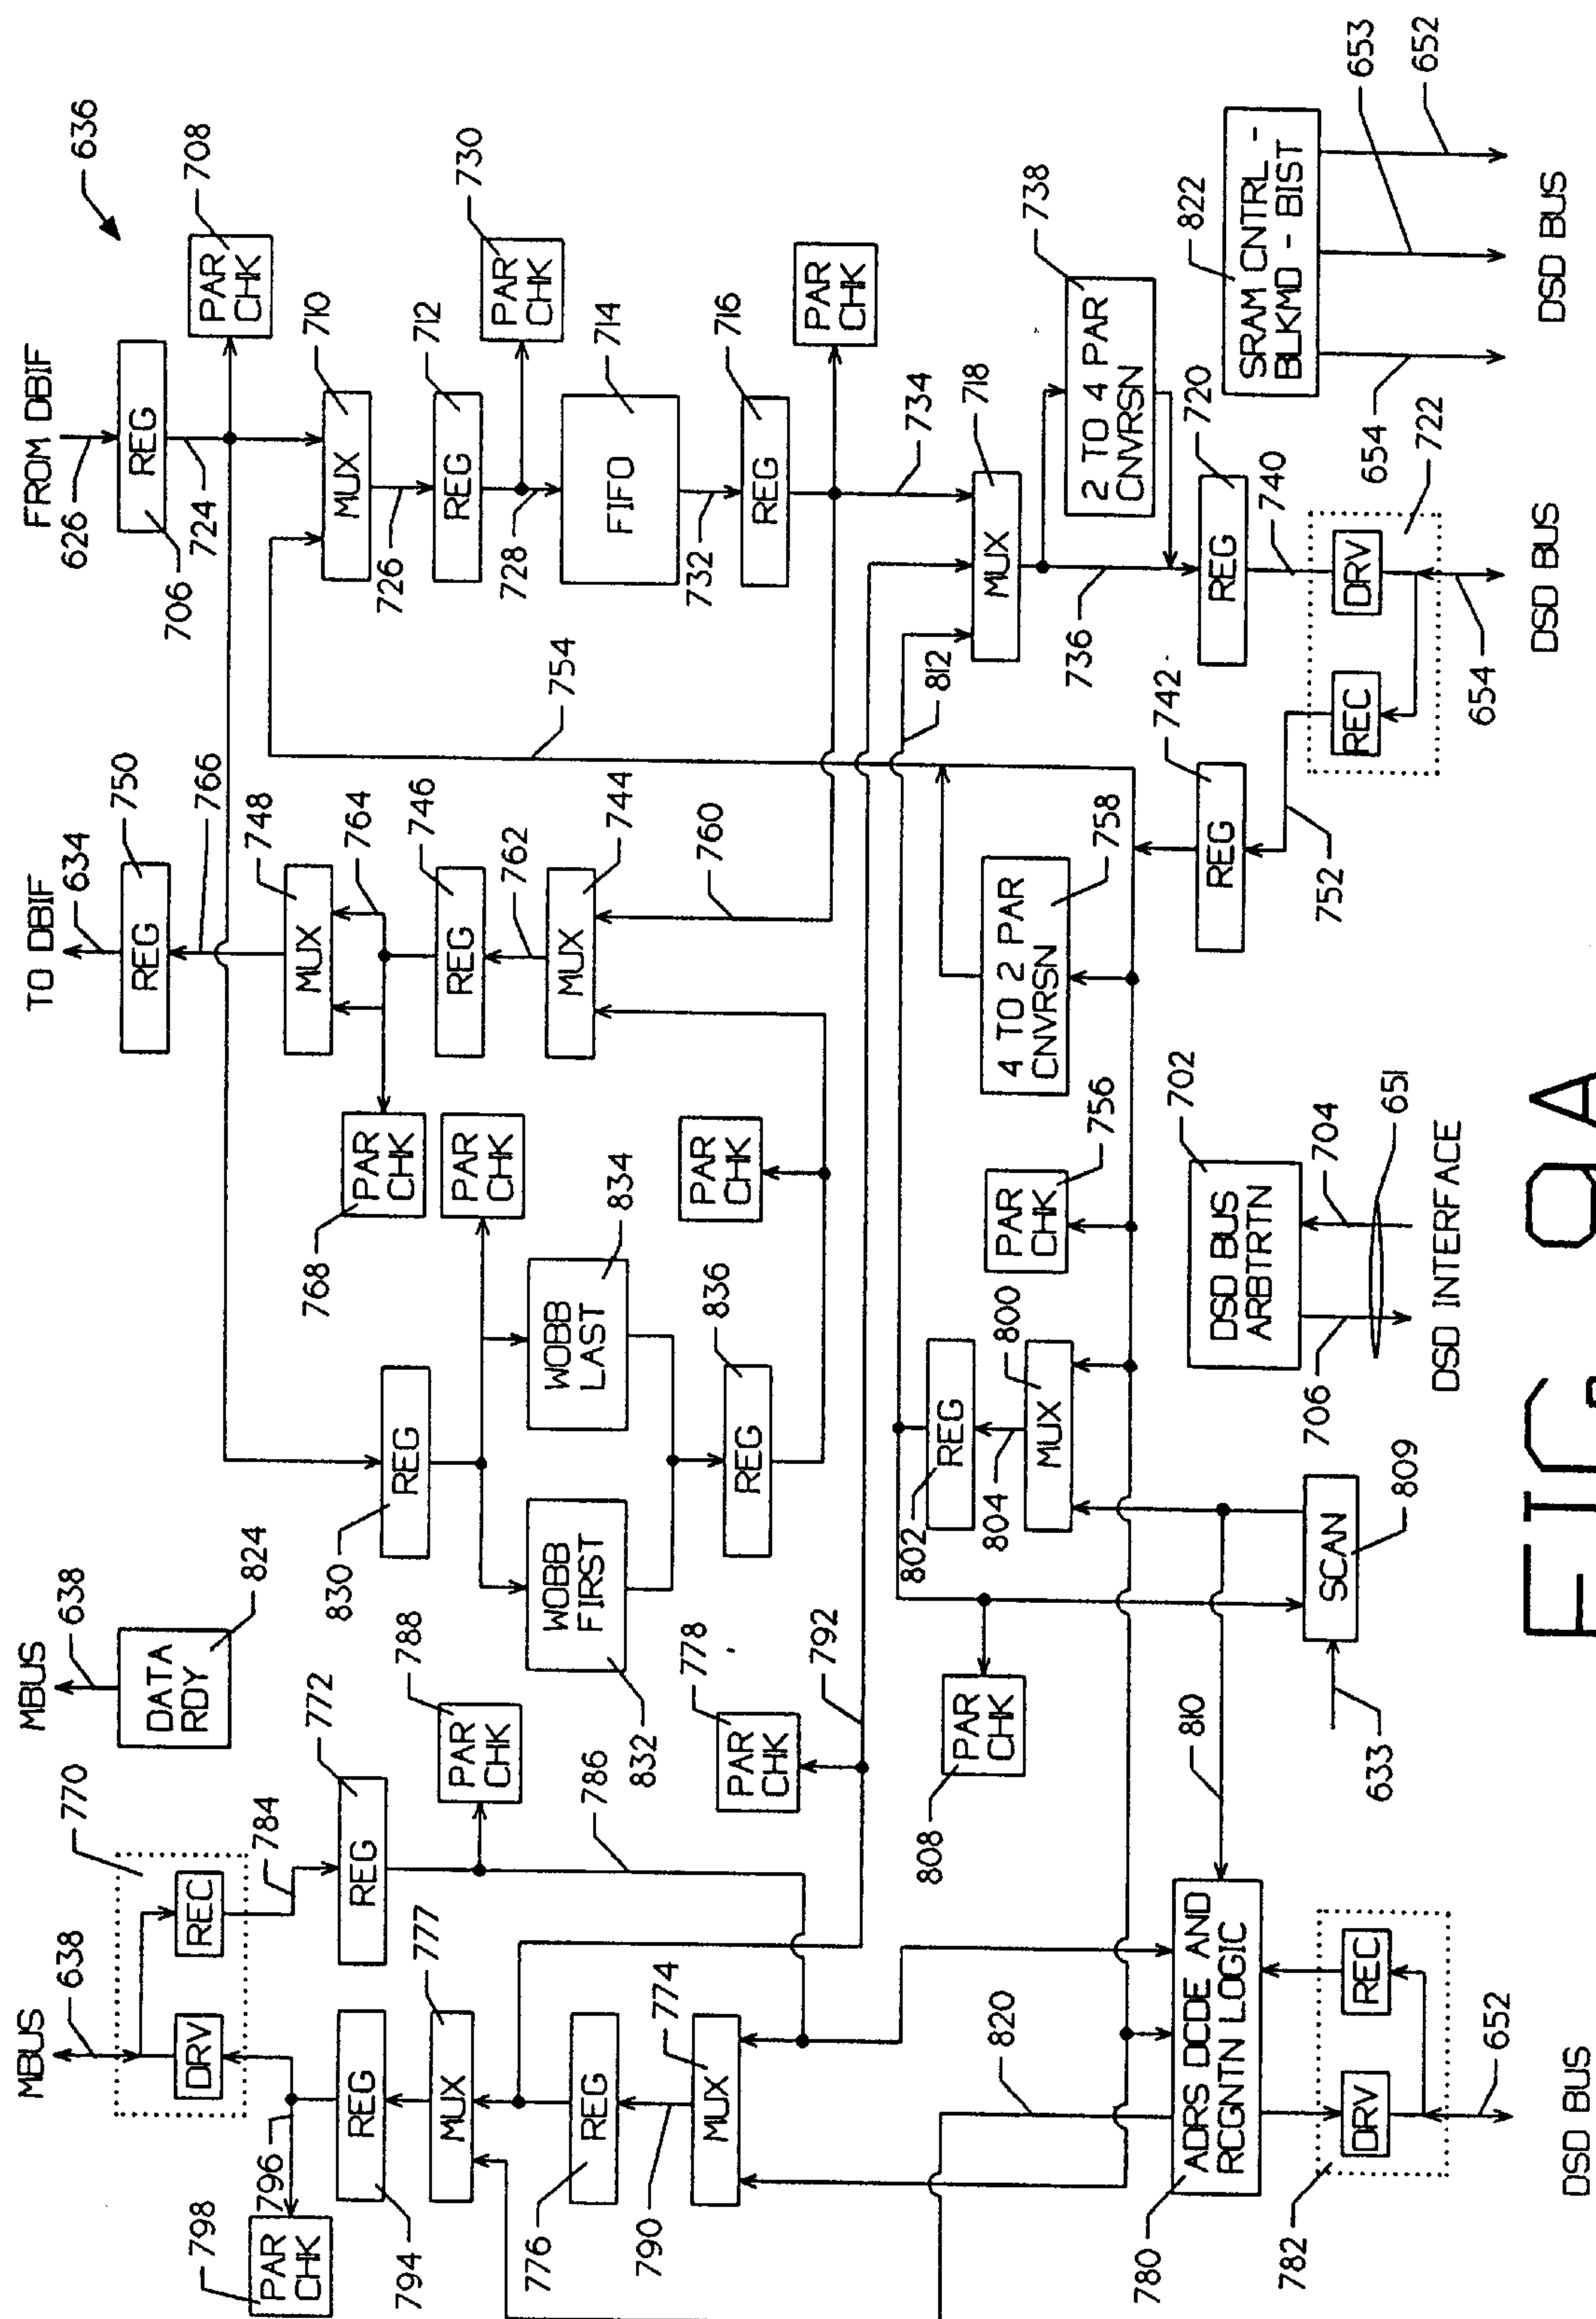 MBUS
638
770
DRV
REC
784
796
798
PAR
CHK
REG
794
772
REG
788
PAR
CHK
777
MUX
786
776
REG
790
774
MUX
778
PAR
CHK
792
820
MBUS
638
DATA
RDY
824
830
REG
WOBB
FIRST
832
WOBB
LAST
834
PAR
CHK
768
PAR
CHK
836
REG
PAR
CHK
TO DBIF
634
750
REG
766
748
MUX
764
746
REG
762
744
MUX
760
754
FROM DBIF
626
REG
706
724
636
708
PAR
CHK
710
MUX
726
712
REG
728
730
PAR
CHK
714
FIFO
732
716
REG
PAR
CHK
734
718
MUX
812
736
738
2 TO 4 PAR
CNVRSN
720
REG
740
742
REG
752
722
DRV
REC
654
DSD BUS
822
SRAM CNTRL -
BLKMD - BIST
654
653
652
DSD BUS
758
4 TO 2 PAR
CNVRSN
756
PAR
CHK
702
DSD BUS
ARBTRTN
704
706
651
DSD INTERFACE
800
MUX
804
802
REG
808
PAR
CHK
SCAN
809
633
810
780
ADRS DCDE AND
RCGNTN LOGIC
782
DRV
REC
652
DSD BUS
FIG. 9A